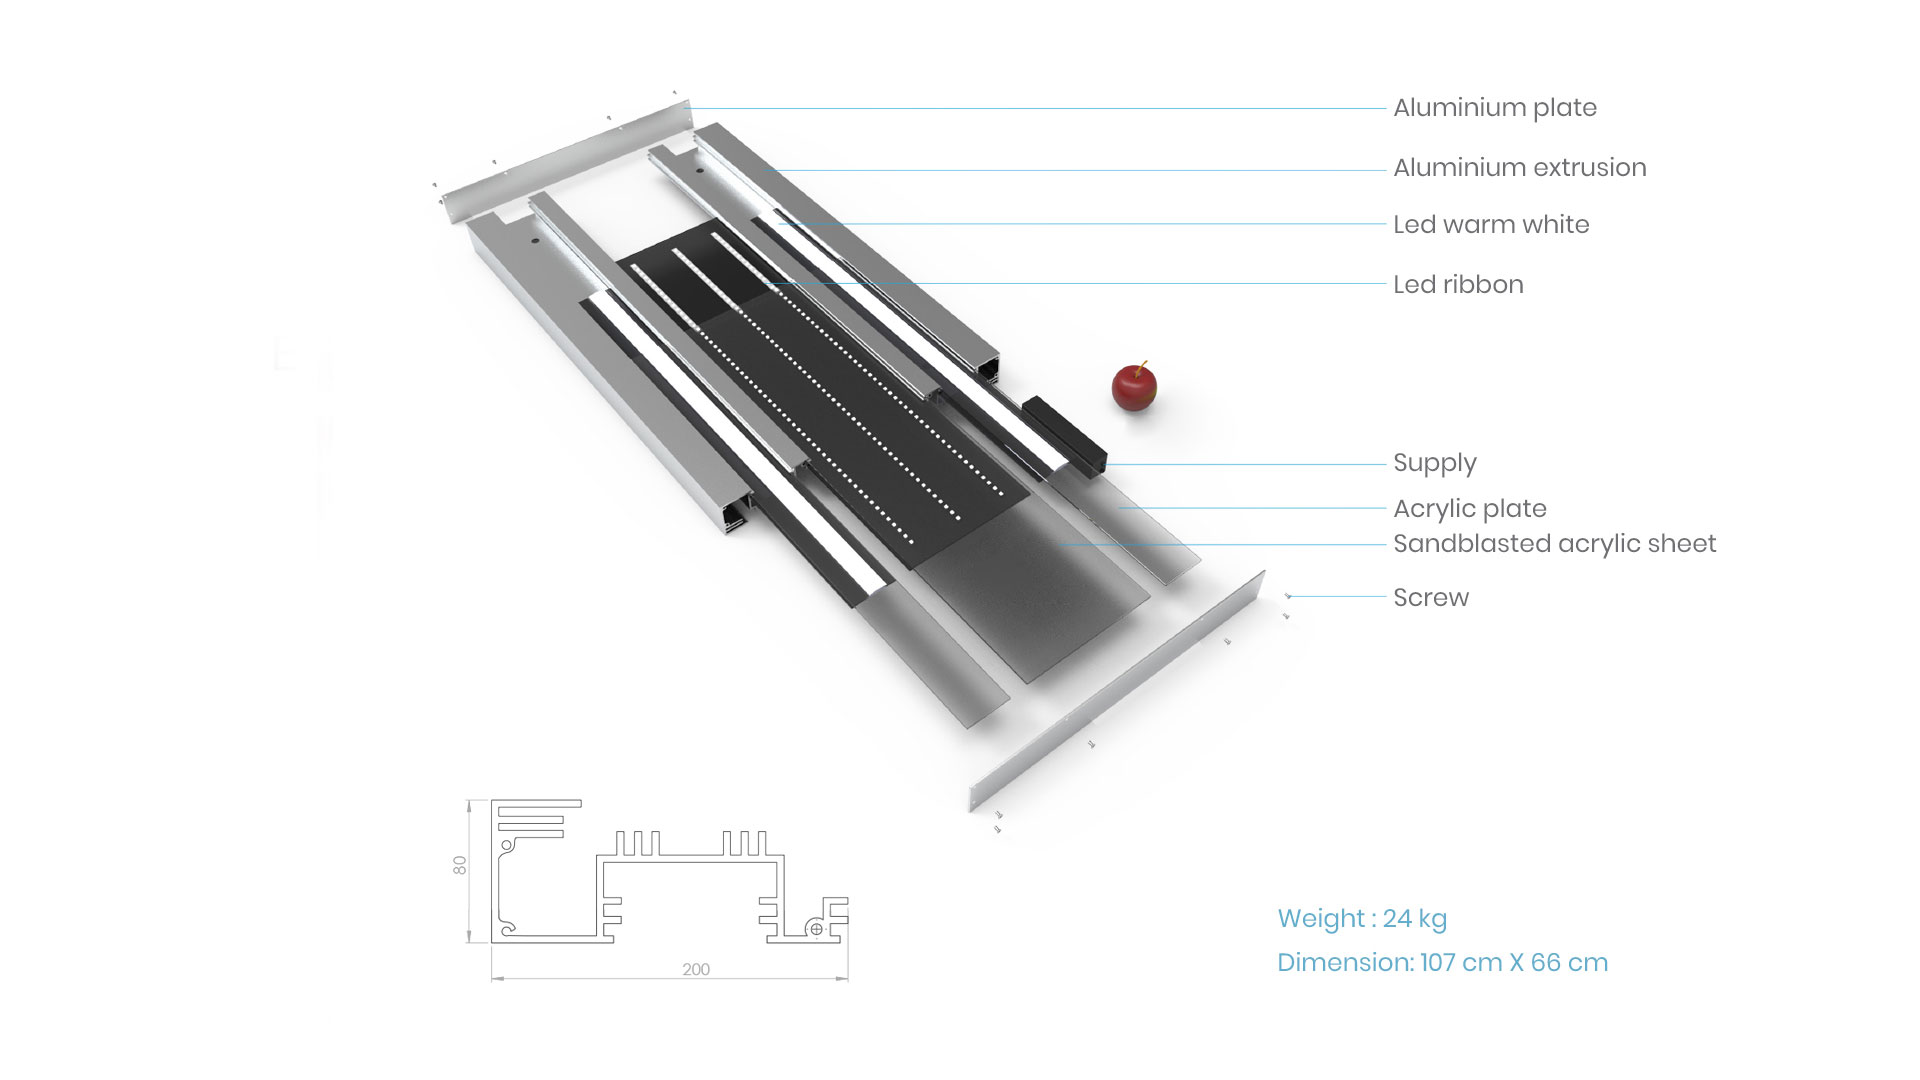 Aluminium plate
Aluminium extrusion
Led warm white
Led ribbon
Supply
Acrylic plate
Sandblasted acrylic sheet
Screw
80
200
Weight : 24 kg
Dimension: 107 cm X 66 cm